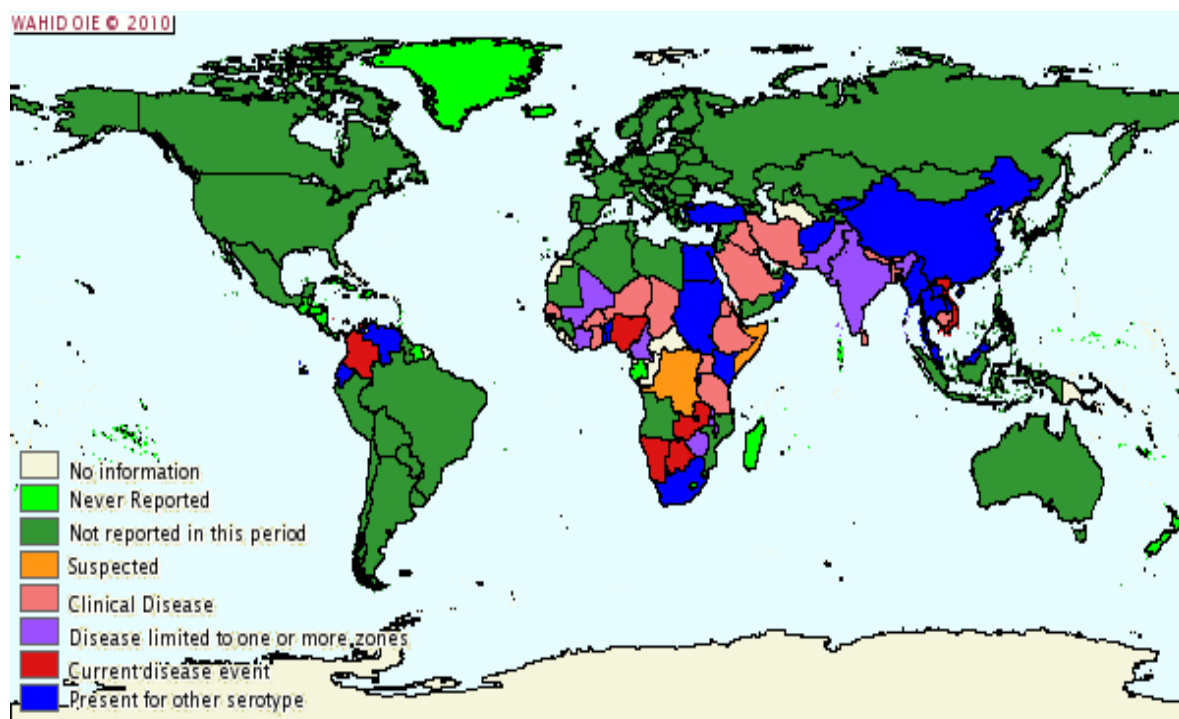 WAHID OIE © 2010
No information
Never Reported
Not reported in this period
Suspected
Clinical Disease
Disease limited to one or more zones
Current disease event
Present for other serotype